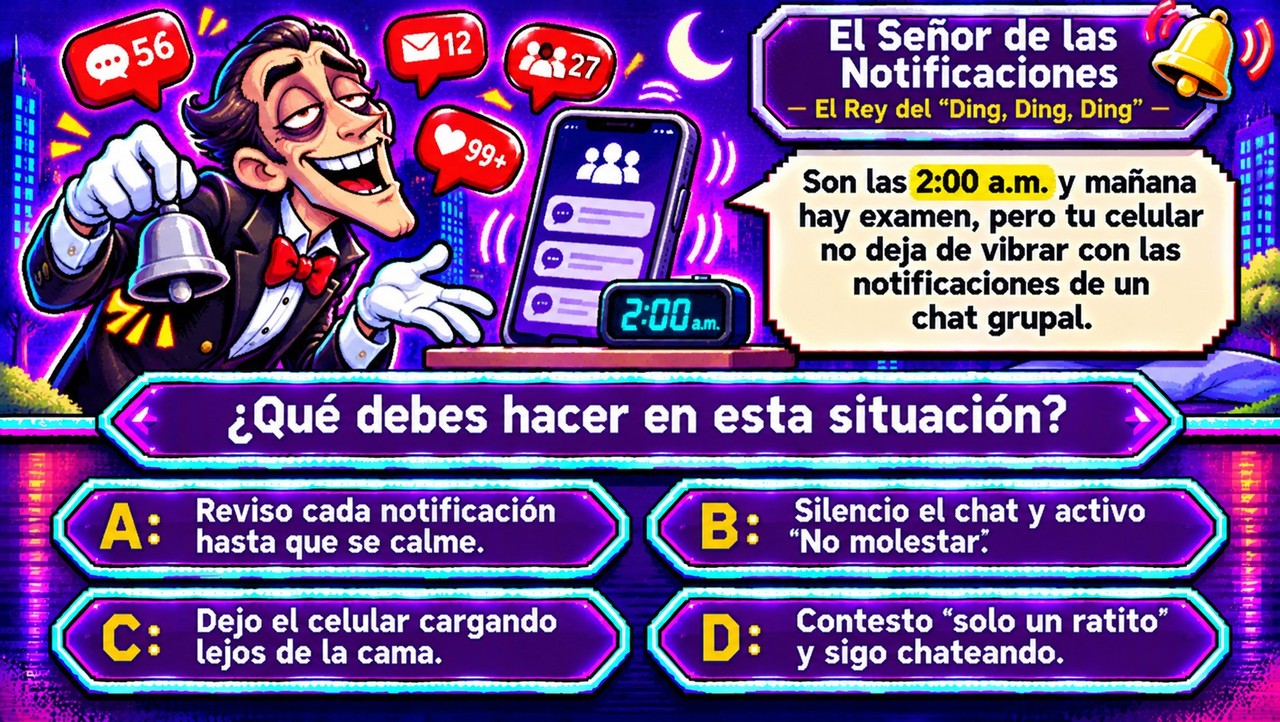 56
12
27
99+
El Señor de las
Notificaciones
– El Rey del “Ding, Ding, Ding” –
Son las 2:00 a.m. y mañana
hay examen, pero tu celular
no deja de vibrar con las
notificaciones de un
chat grupal.
2:00 a.m.
¿Qué debes hacer en esta situación?
A: Reviso cada notificación
hasta que se calme.
B: Silencio el chat y activo
“No molestar”.
C: Dejo el celular cargando
lejos de la cama.
D: Contesto “solo un ratito”
y sigo chateando.